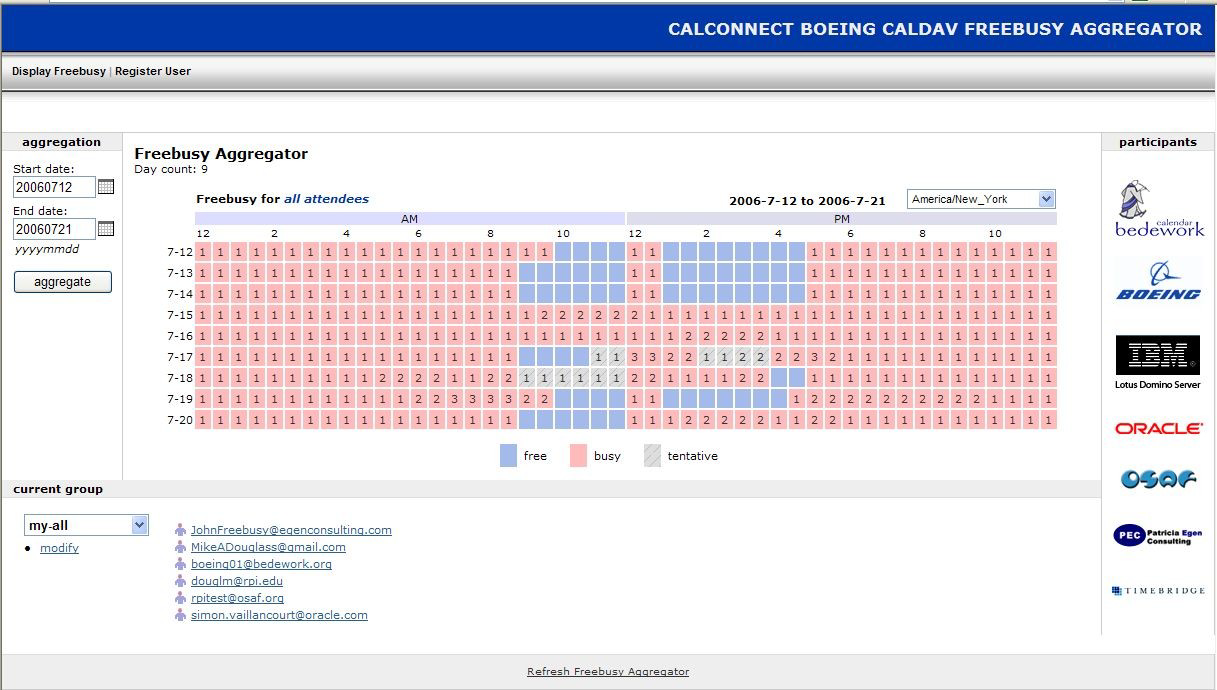 CALCONNECT BOEING CALDAV FREEBUSY AGGREGATOR
Display Freebusy | Register User
aggregation
Start date:
20060712
End date:
20060721
yyyymmdd
aggregate
Freebusy Aggregator
Day count: 9
Freebusy for all attendees
2006-7-12 to 2006-7-21
America/New_York
AM PM
12 2 4 6 8 10 12 2 4 6 8 10
7-12 1 1 1 1 1 1 1 1 1 1 1 1 1 1 1 1 1 1 1 1 1 1 1 1 1 1 1 1 1 1 1 1 1 1 1 1
7-13 1 1 1 1 1 1 1 1 1 1 1 1 1 1 1 1 1 1 1 1 1 1 1 1 1 1 1 1 1 1 1 1 1 1
7-14 1 1 1 1 1 1 1 1 1 1 1 1 1 1 1 1 1 1 1 1 1 1 1 1 1 1 1 1 1 1 1 1 1 1
7-15 1 1 1 1 1 1 1 1 1 1 1 1 1 1 1 1 1 1 1 2 2 2 2 2 2 1 1 1 1 1 1 1 1 1 1 1 1 1 1 1 1 1 1 1 1 1 1 1
7-16 1 1 1 1 1 1 1 1 1 1 1 1 1 1 1 1 1 1 1 1 1 1 1 1 1 1 2 2 2 2 2 1 1 1 1 1 1 1 1 1 1 1 1 1 1 1 1 1
7-17 1 1 1 1 1 1 1 1 1 1 1 1 1 1 1 1 1 1 1 1 3 3 2 2 1 1 2 2 2 2 3 2 1 1 1 1 1 1 1 1 1 1 1 1
7-18 1 1 1 1 1 1 1 1 1 1 2 2 2 2 1 1 2 2 1 1 1 1 1 1 2 2 1 1 1 1 2 2 1 1 1 1 1 1 1 1 1 1 1 1 1 1
7-19 1 1 1 1 1 1 1 1 1 1 1 1 2 2 3 3 3 3 2 2 1 1 1 2 2 2 2 2 2 2 2 2 2 1 1 1 1
7-20 1 1 1 1 1 1 1 1 1 1 1 1 1 1 1 1 1 1 1 1 1 2 2 2 2 2 1 1 2 2 2 2 1 1 1 1 1 1 1 1 1 1
free busy tentative
participants
calendar
bedework
BOEING
IBM
Lotus Domino Server
ORACLE
OSAF
PEC Patricia Egen
Consulting
TIMEBRIDGE
current group
my-all
modify
JohnFreebusy@egenconsulting.com
MikeADouglass@gmail.com
boeing01@bedework.org
douglm@rpi.edu
rpitest@osaf.org
simon.vaillancourt@oracle.com
Refresh Freebusy Aggregator